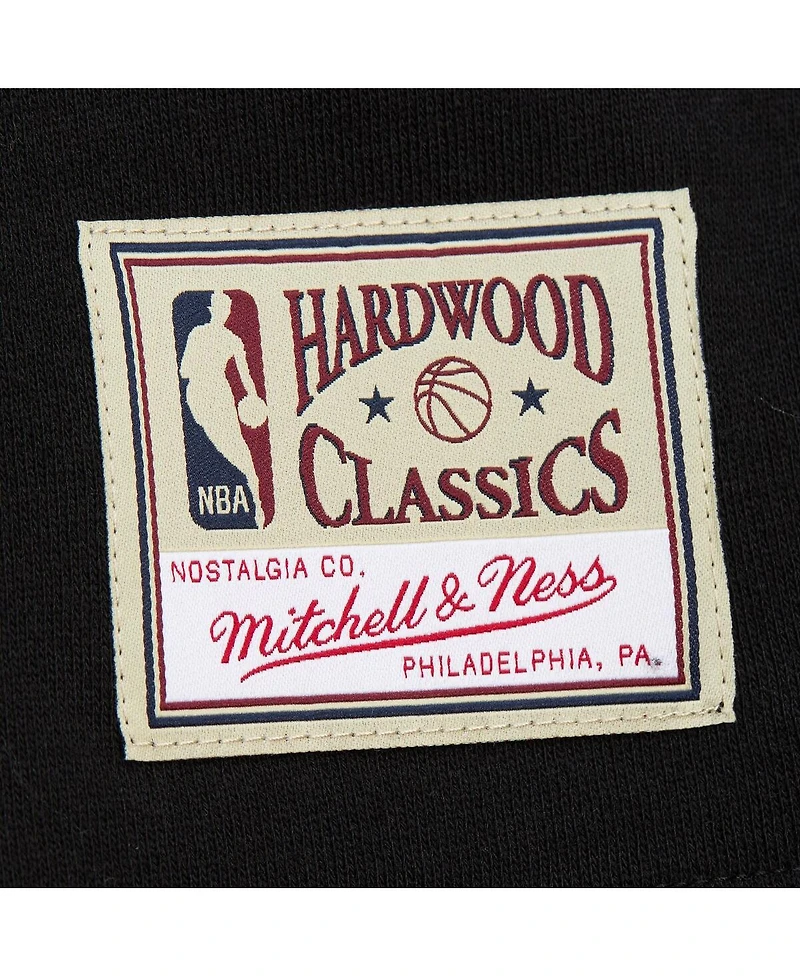 HARDWOOD
CLASSICS
NBA
NOSTALGIA CO.
Mitchell & Ness
PHILADELPHIA, PA.